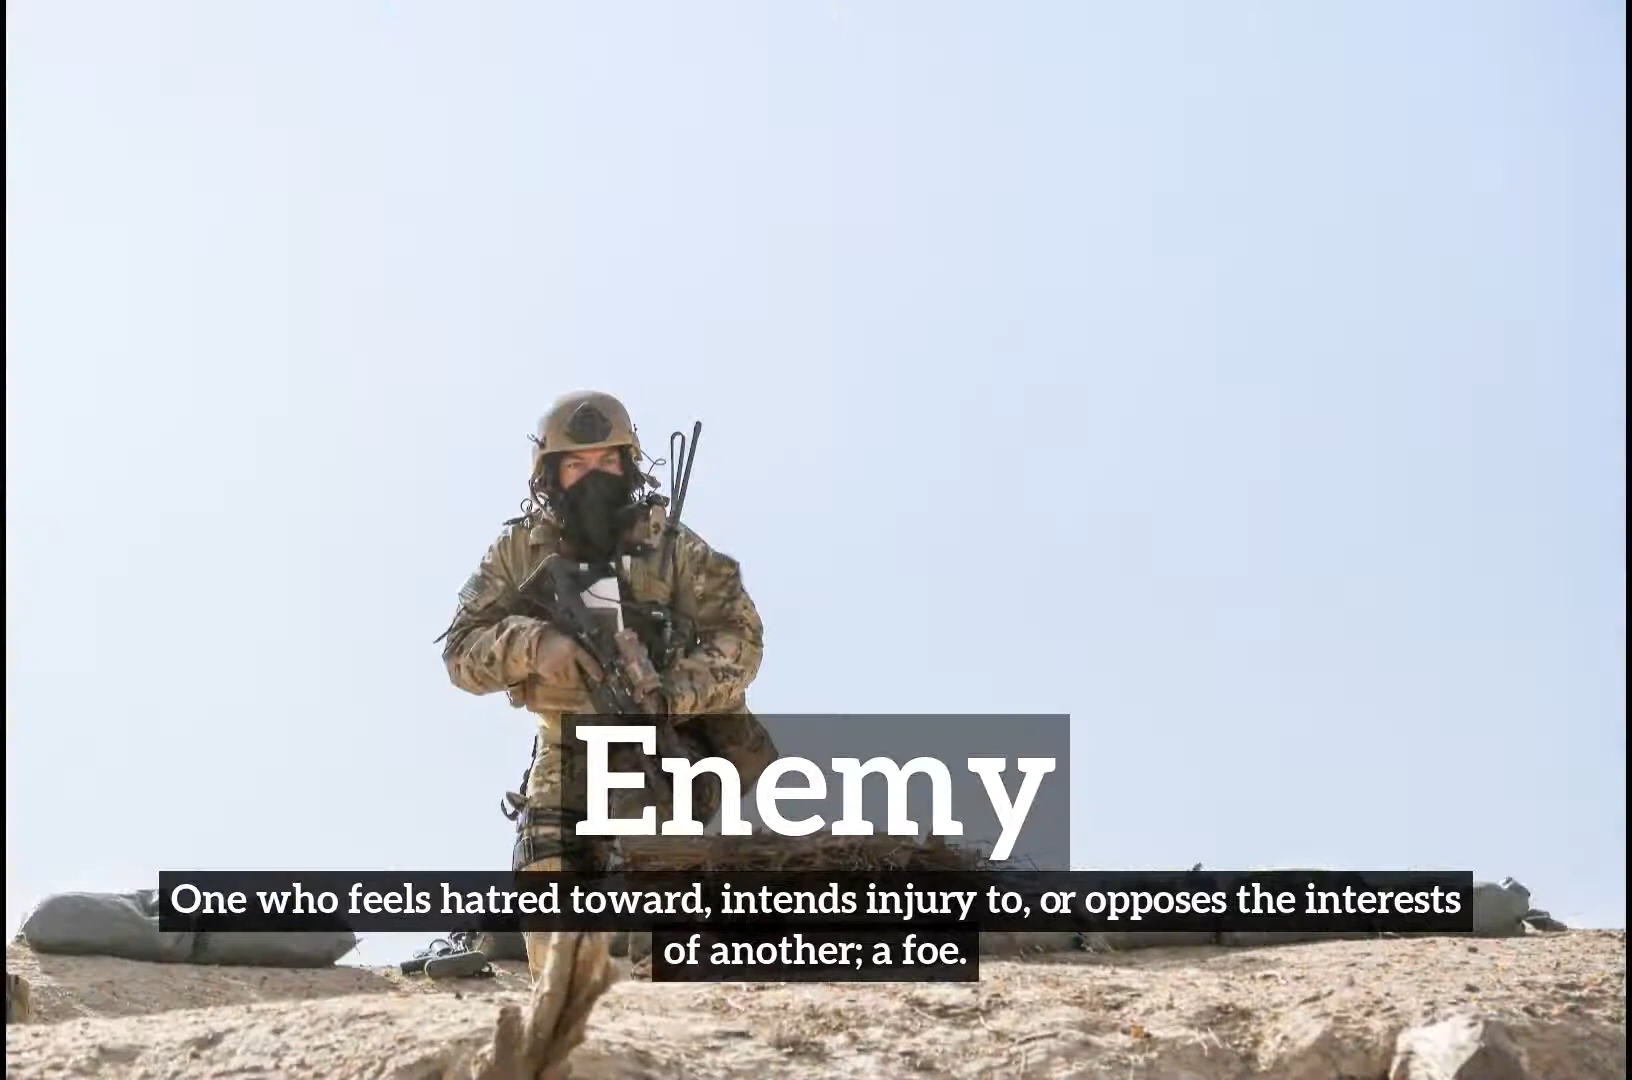 Enemy
One who feels hatred toward, intends injury to, or opposes the interests
of another; a foe.